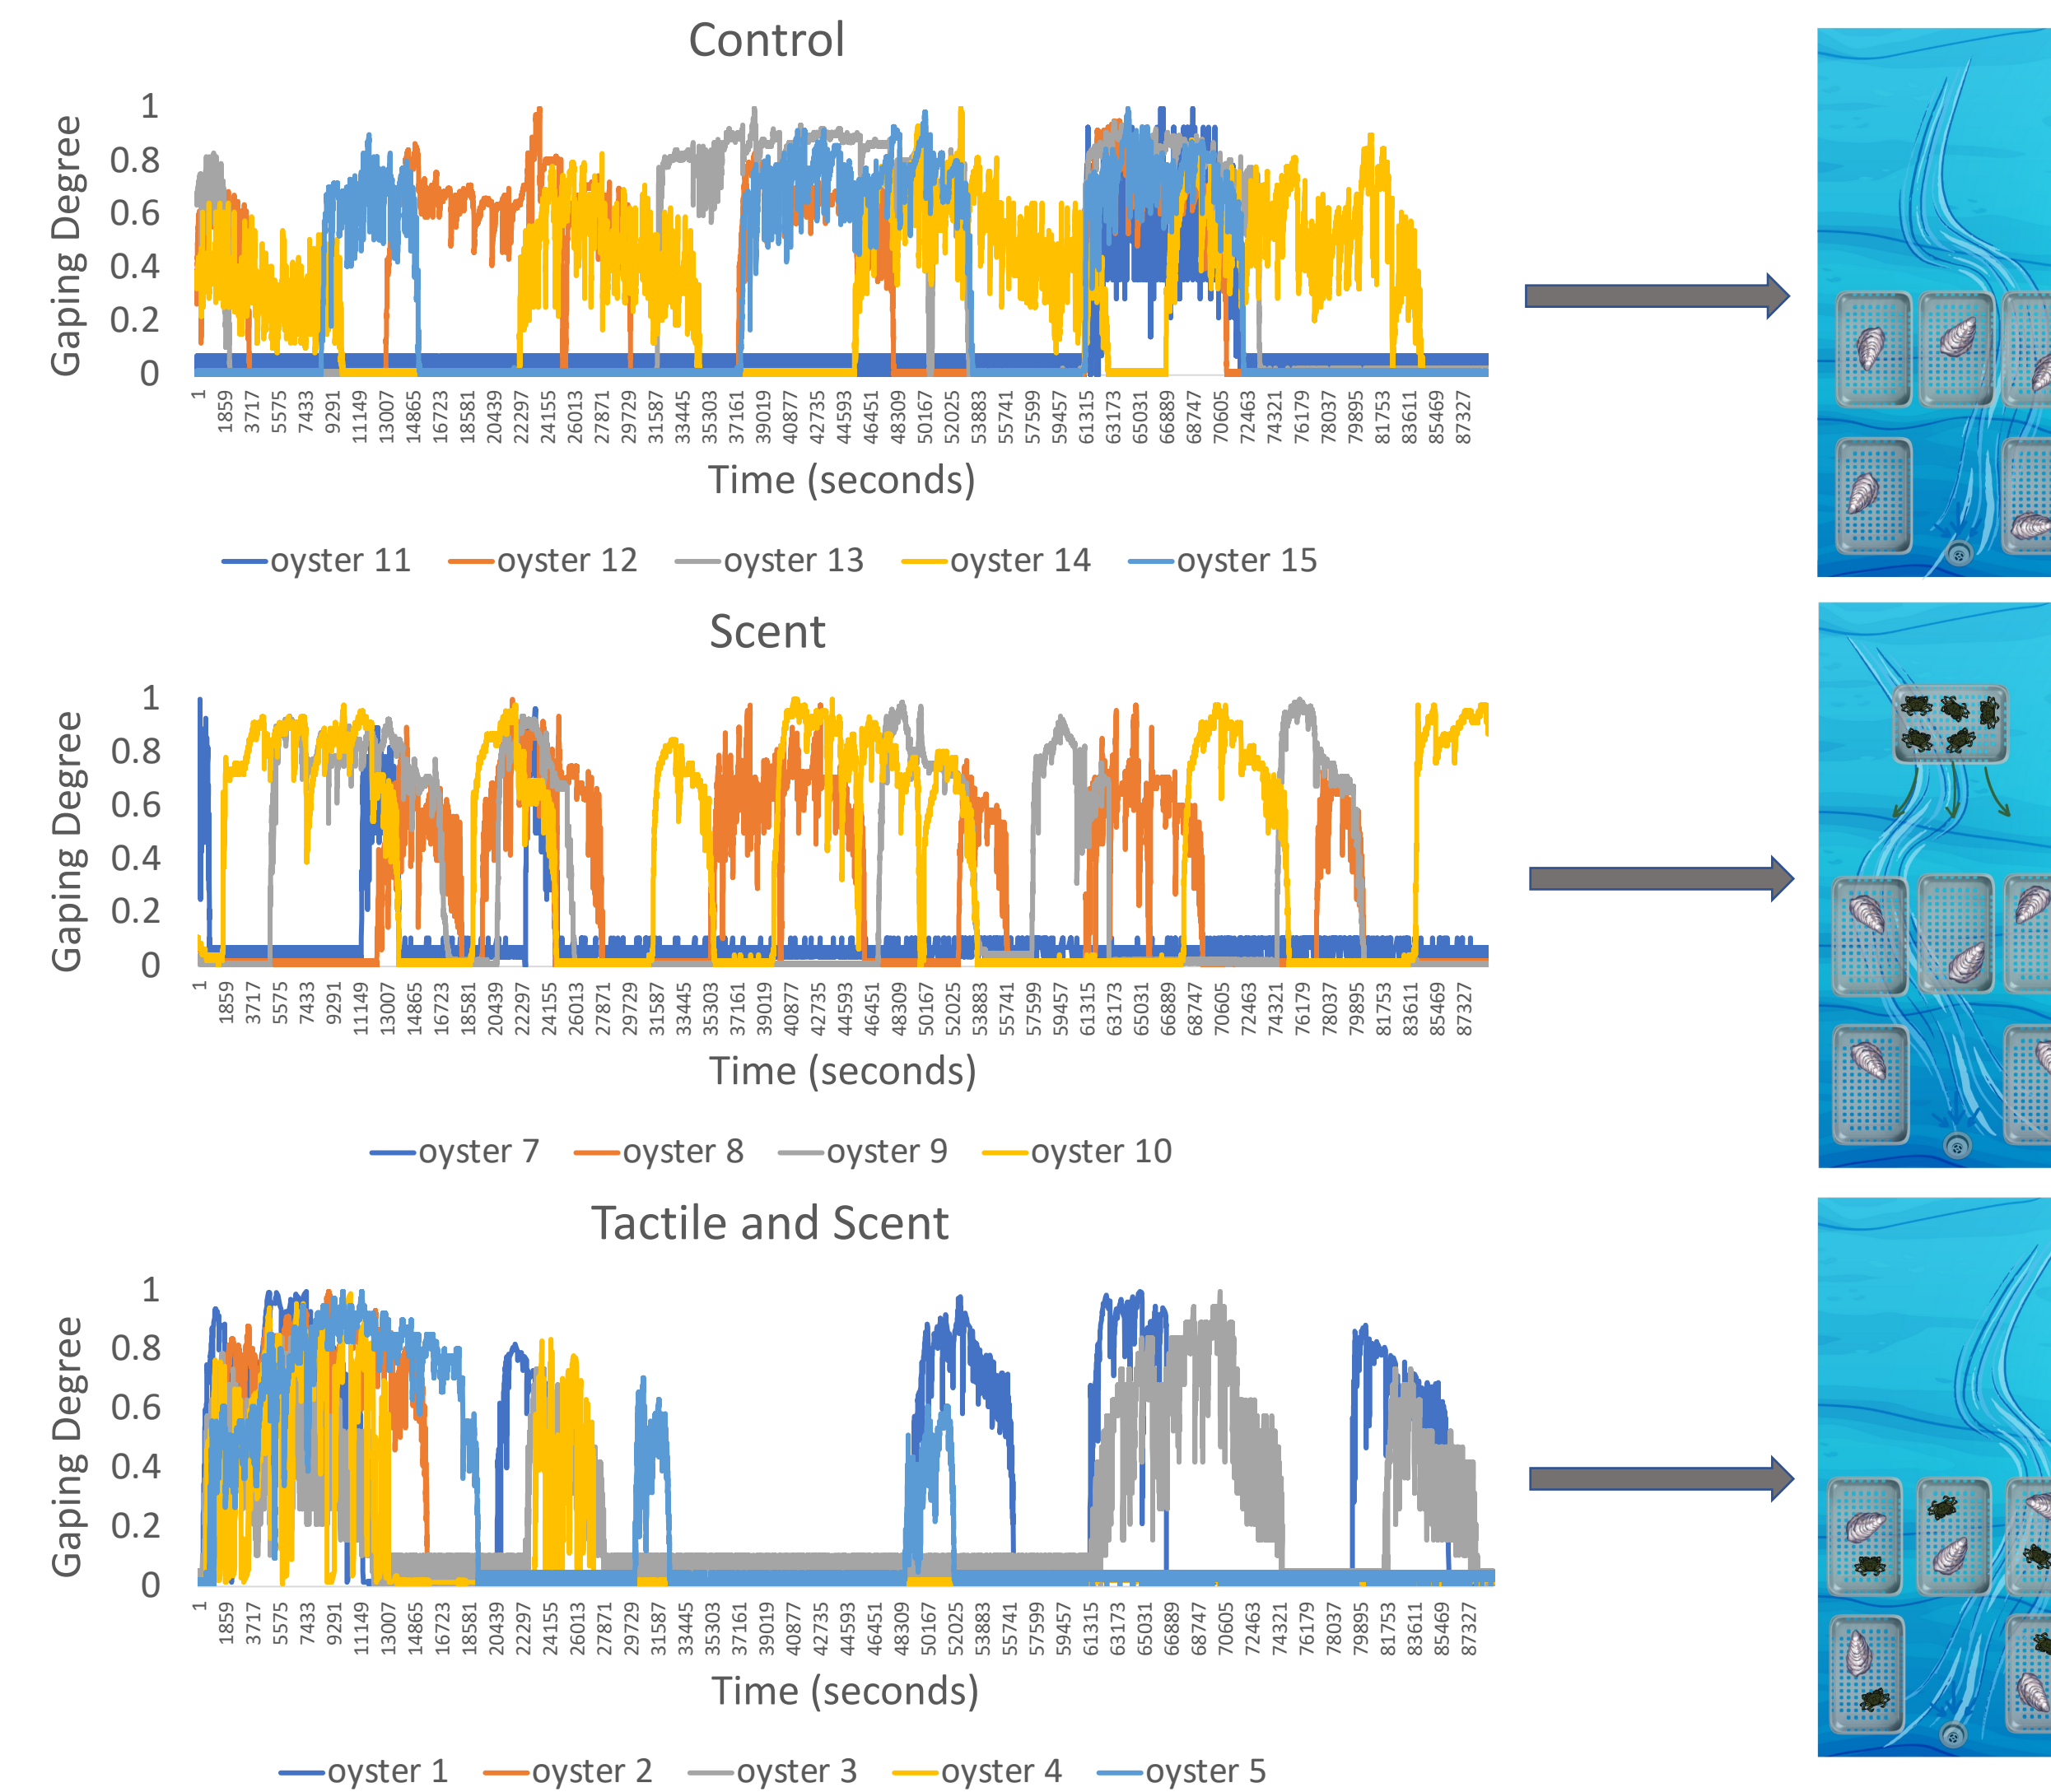 Control
Gaping Degree
1
0.8
0.6
0.4
0.2
0
1 1859 3717 5575 7433 9291 11149 13007 14865 16723 18581 20439 22297 24155 26013 27871 29729 31587 33445 35303 37161 39019 40877 42735 44593 46451 48309 50167 52025 53883 55741 57599 59457 61315 63173 65031 66889 68747 70605 72463 74321 76179 78037 79895 81753 83611 85469 87327
Time (seconds)
oyster 11 oyster 12 oyster 13 oyster 14 oyster 15
Scent
Gaping Degree
1
0.8
0.6
0.4
0.2
0
1 1859 3717 5575 7433 9291 11149 13007 14865 16723 18581 20439 22297 24155 26013 27871 29729 31587 33445 35303 37161 39019 40877 42735 44593 46451 48309 50167 52025 53883 55741 57599 59457 61315 63173 65031 66889 68747 70605 72463 74321 76179 78037 79895 81753 83611 85469 87327
Time (seconds)
oyster 7 oyster 8 oyster 9 oyster 10
Tactile and Scent
Gaping Degree
1
0.8
0.6
0.4
0.2
0
1 1859 3717 5575 7433 9291 11149 13007 14865 16723 18581 20439 22297 24155 26013 27871 29729 31587 33445 35303 37161 39019 40877 42735 44593 46451 48309 50167 52025 53883 55741 57599 59457 61315 63173 65031 66889 68747 70605 72463 74321 76179 78037 79895 81753 83611 85469 87327
Time (seconds)
oyster 1 oyster 2 oyster 3 oyster 4 oyster 5